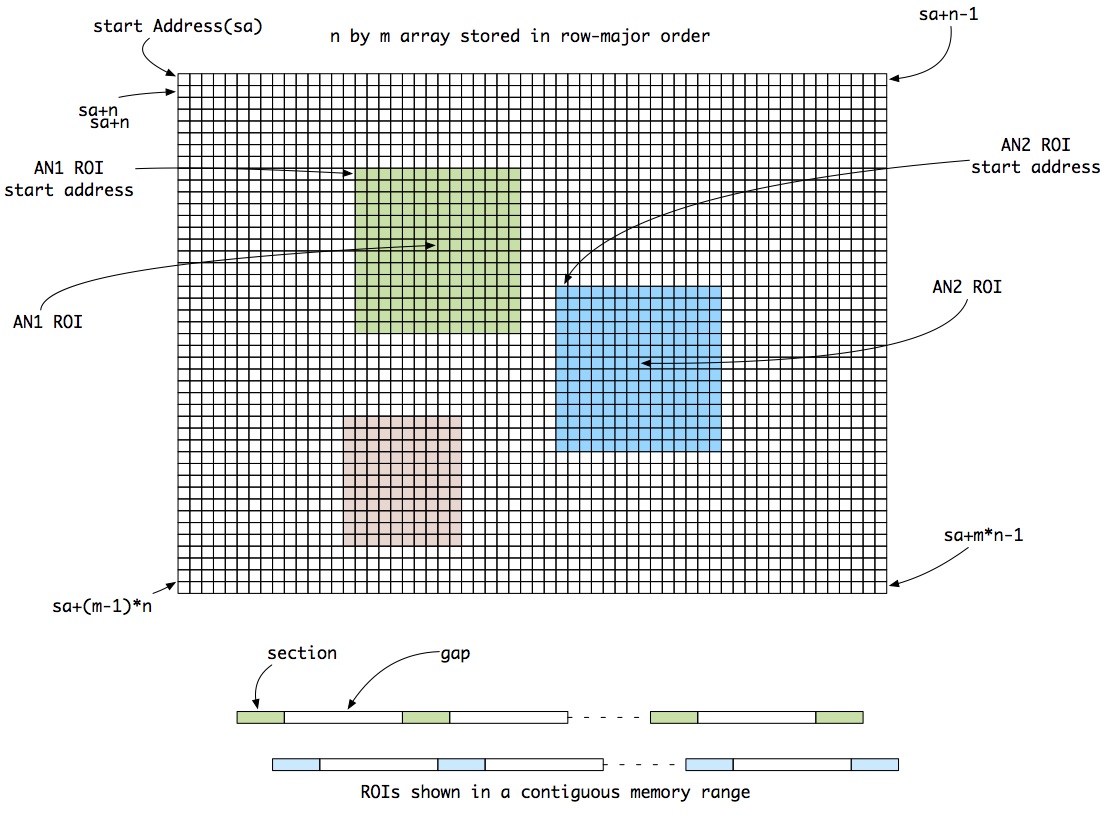 start Address(sa)
n by m array stored in row-major order
sa+n-1
sa+n
sa+n
AN1 ROI
start address
AN2 ROI
start address
AN1 ROI
AN2 ROI
sa+m*n-1
sa+(m-1)*n
section
gap
ROIs shown in a contiguous memory range